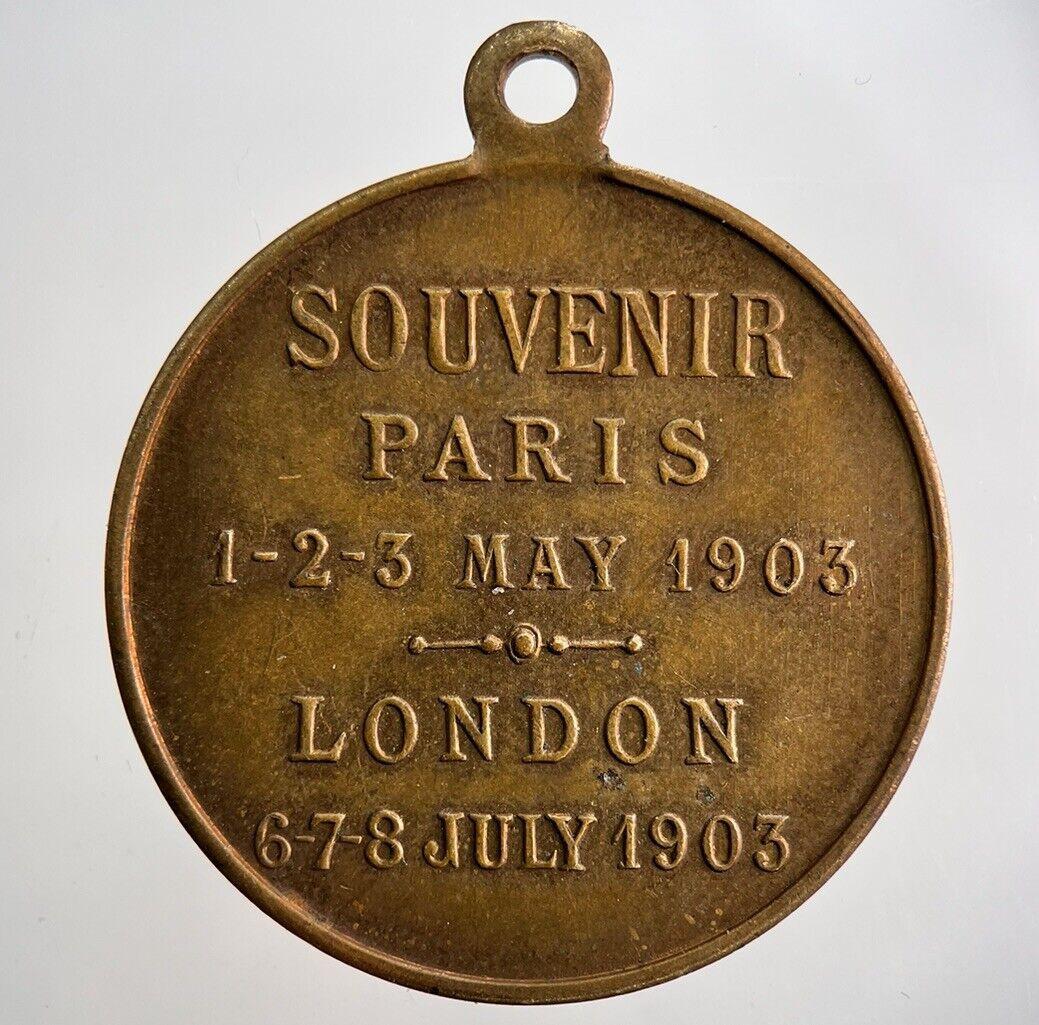 SOUVENIR
PARIS
1-2-3 MAY 1903
LONDON
6-7-8 JULY 1903